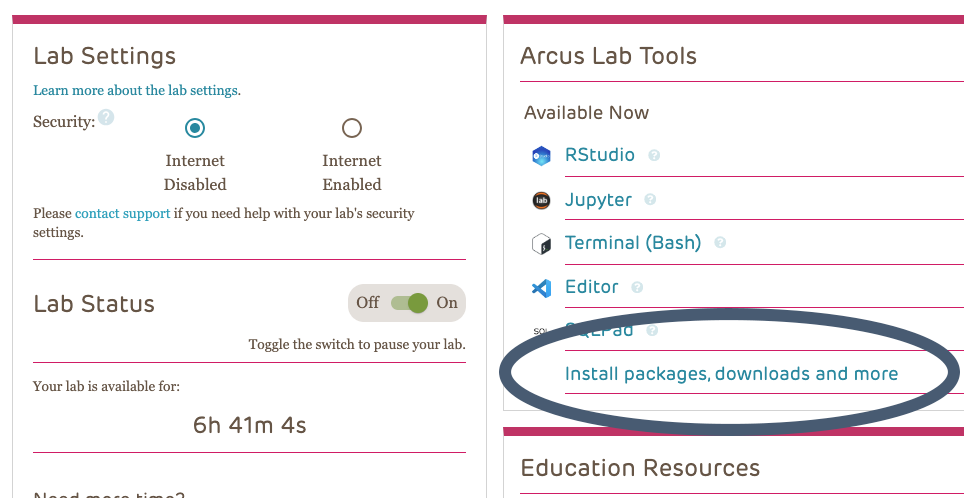 Lab Settings
Learn more about the lab settings.
Security: ?
Internet Disabled
Internet Enabled
Please contact support if you need help with your lab's security
settings.
Lab Status
Off On
Toggle the switch to pause your lab.
Your lab is available for:
6h 41m 4s
Need more time?
Arcus Lab Tools
Available Now
RStudio ?
lab Jupyter ?
Terminal (Bash) ?
Editor ?
SQLPad ?
Install packages, downloads and more
Education Resources